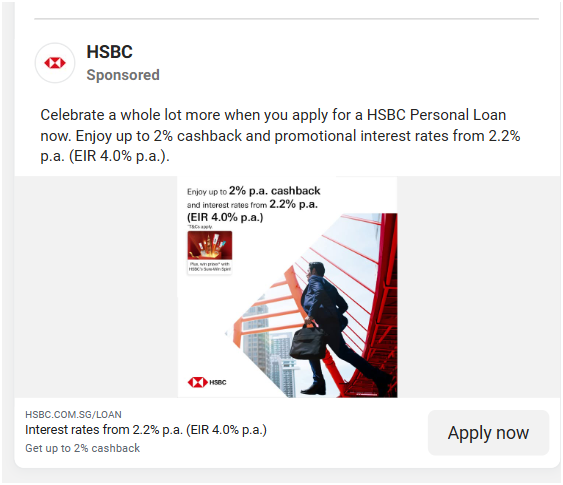 HSBC
Sponsored
Celebrate a whole lot more when you apply for a HSBC Personal Loan
now. Enjoy up to 2% cashback and promotional interest rates from 2.2%
p.a. (EIR 4.0% p.a.).
Enjoy up to 2% p.a. cashback
and interest rates from 2.2% p.a.
(EIR 4.0% p.a.)
T&Cs apply.
Plus, win prizes* with
HSBC's Sure-Win Spin!
HSBC
HSBC.COM.SG/LOAN
Interest rates from 2.2% p.a. (EIR 4.0% p.a.)
Get up to 2% cashback
Apply now